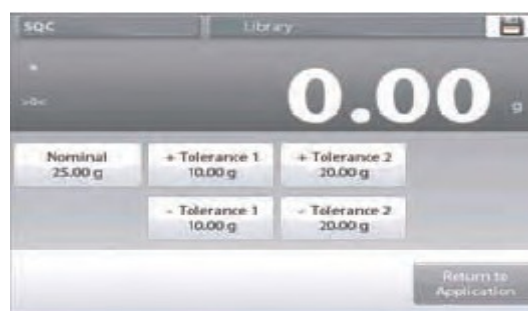 SQC Library
*
>0<
0.00 g
Nominal + Tolerance 1 + Tolerance 2
25.00 g 10.00 g 20.00 g
- Tolerance 1 - Tolerance 2
10.00 g 20.00 g
Return to
Application